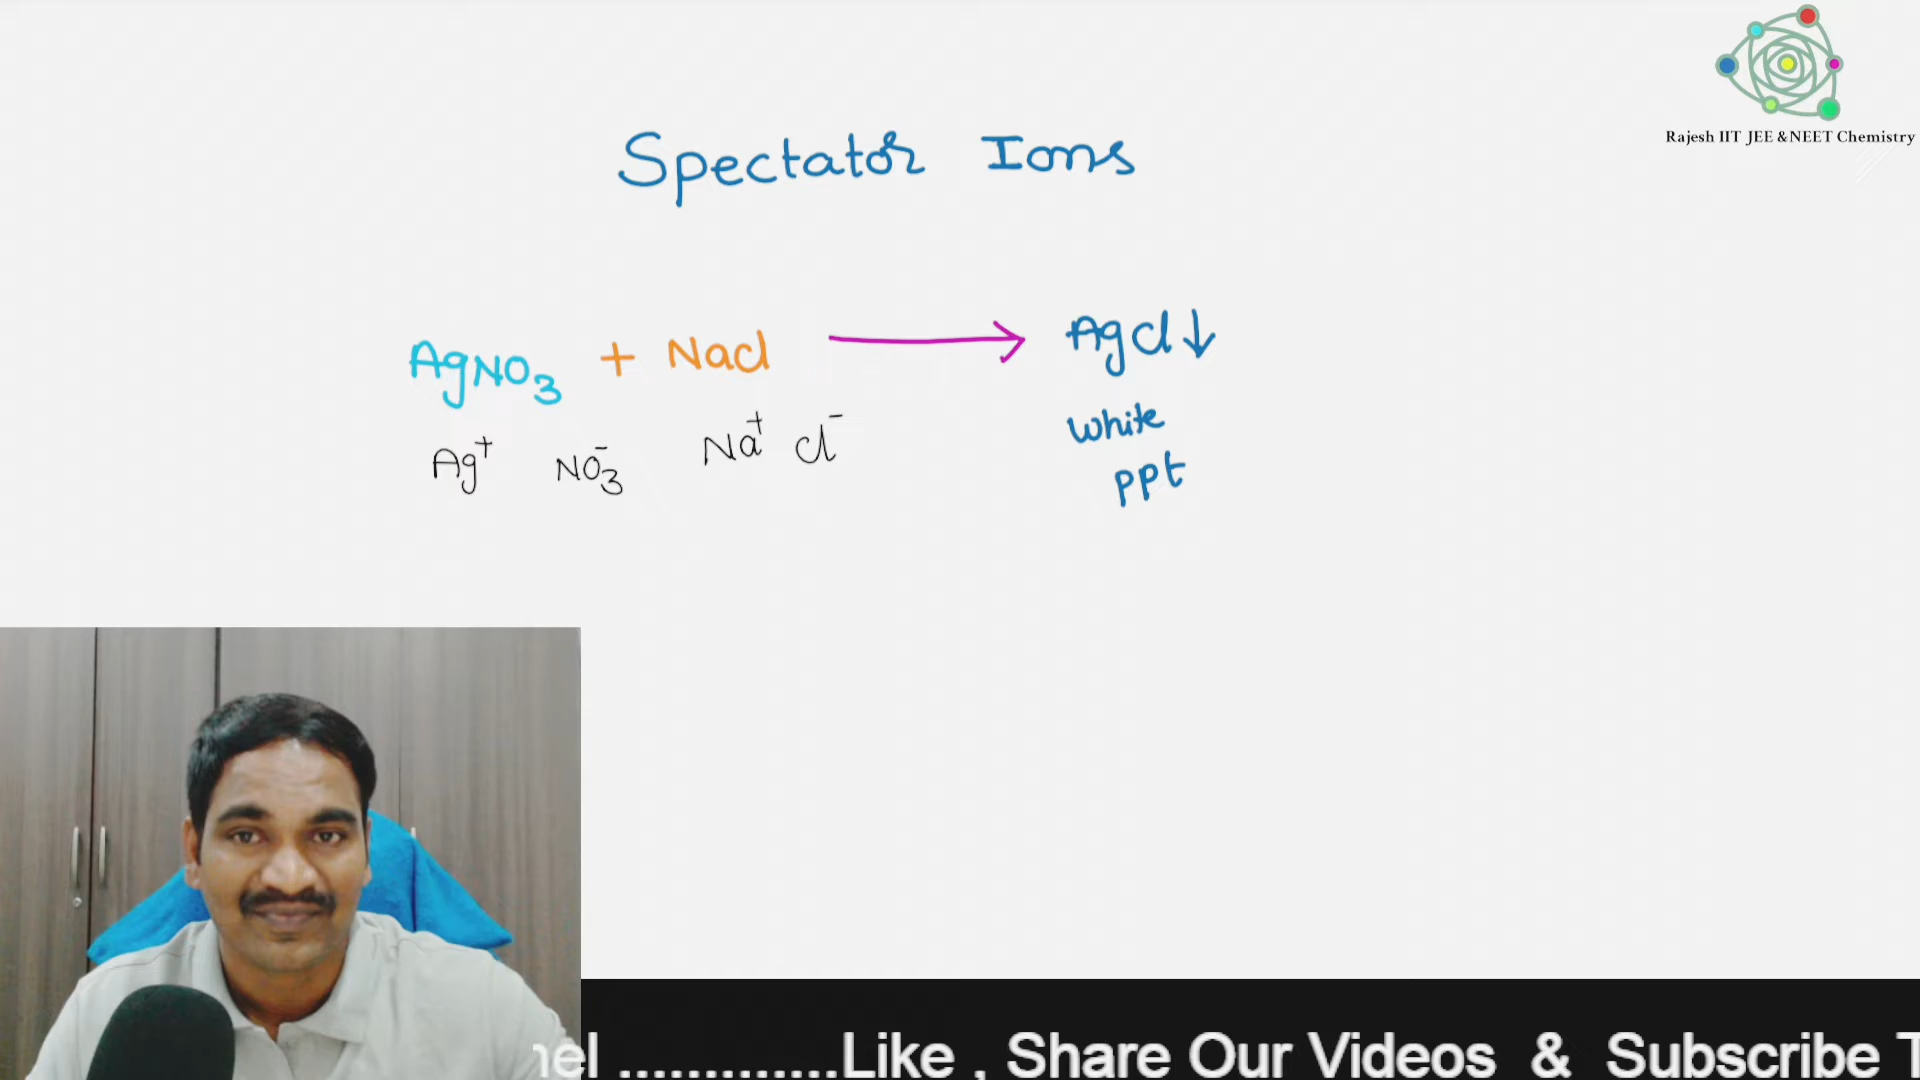 Rajesh IIT JEE & NEET Chemistry
Spectator Ions
AgNO₃ + Nacl ⟶ AgCl↓
Ag⁺ NO₃⁻ Na⁺ Cl⁻
white
ppt
.............Like , Share Our Videos & Subscribe